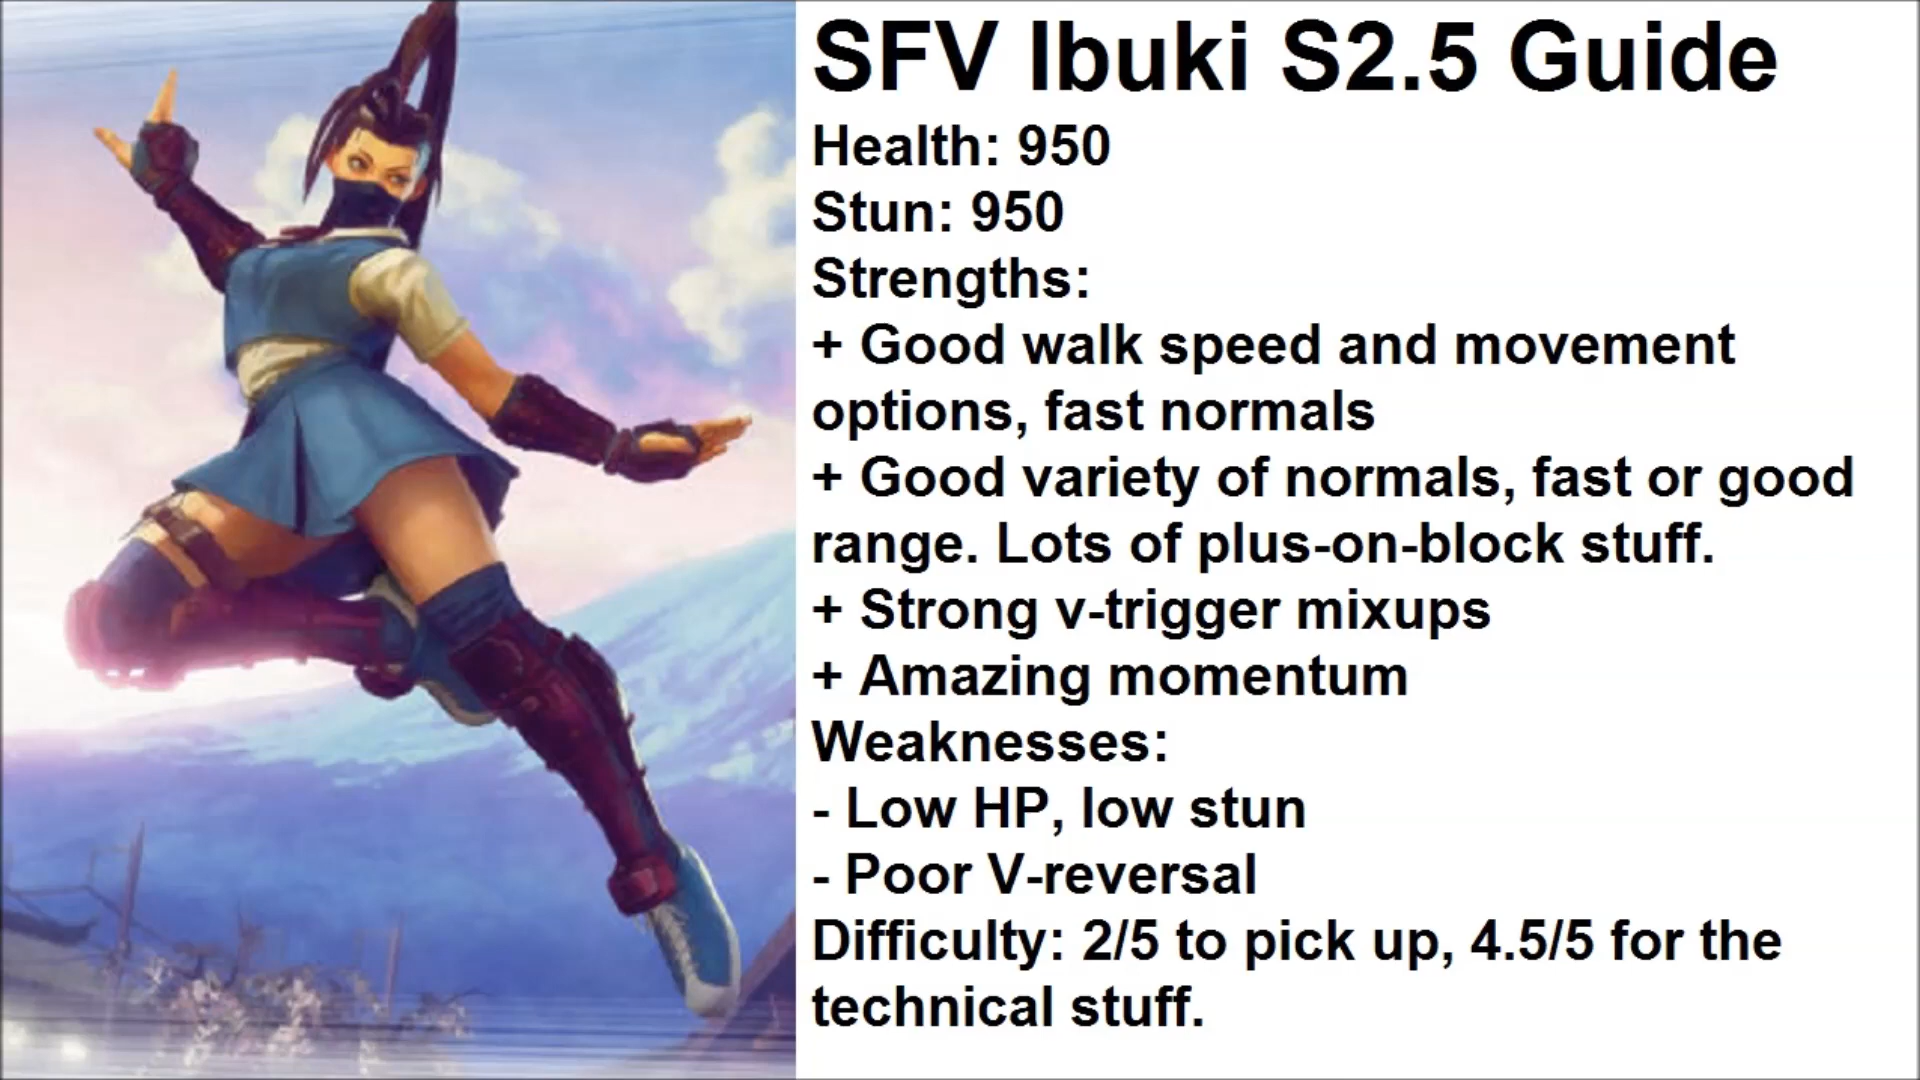 SFV Ibuki S2.5 Guide
Health: 950
Stun: 950
Strengths:
+ Good walk speed and movement
options, fast normals
+ Good variety of normals, fast or good
range. Lots of plus-on-block stuff.
+ Strong v-trigger mixups
+ Amazing momentum
Weaknesses:
- Low HP, low stun
- Poor V-reversal
Difficulty: 2/5 to pick up, 4.5/5 for the
technical stuff.